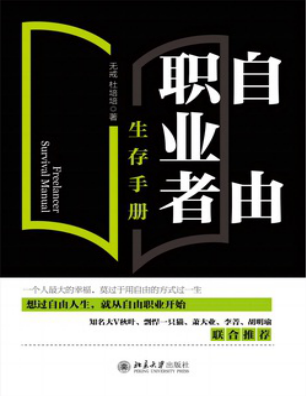 自由
职业者
生存手册
无戒 杜培培 著
Freelancer
Survival Manual
一个人最大的幸福，莫过于用自由的方式过一生
想过自由人生，就从自由职业开始
知名大V秋叶、剽悍一只猫、萧大业、李菁、胡明瑜
联合推荐
北京大学出版社
PEKING UNIVERSITY PRESS